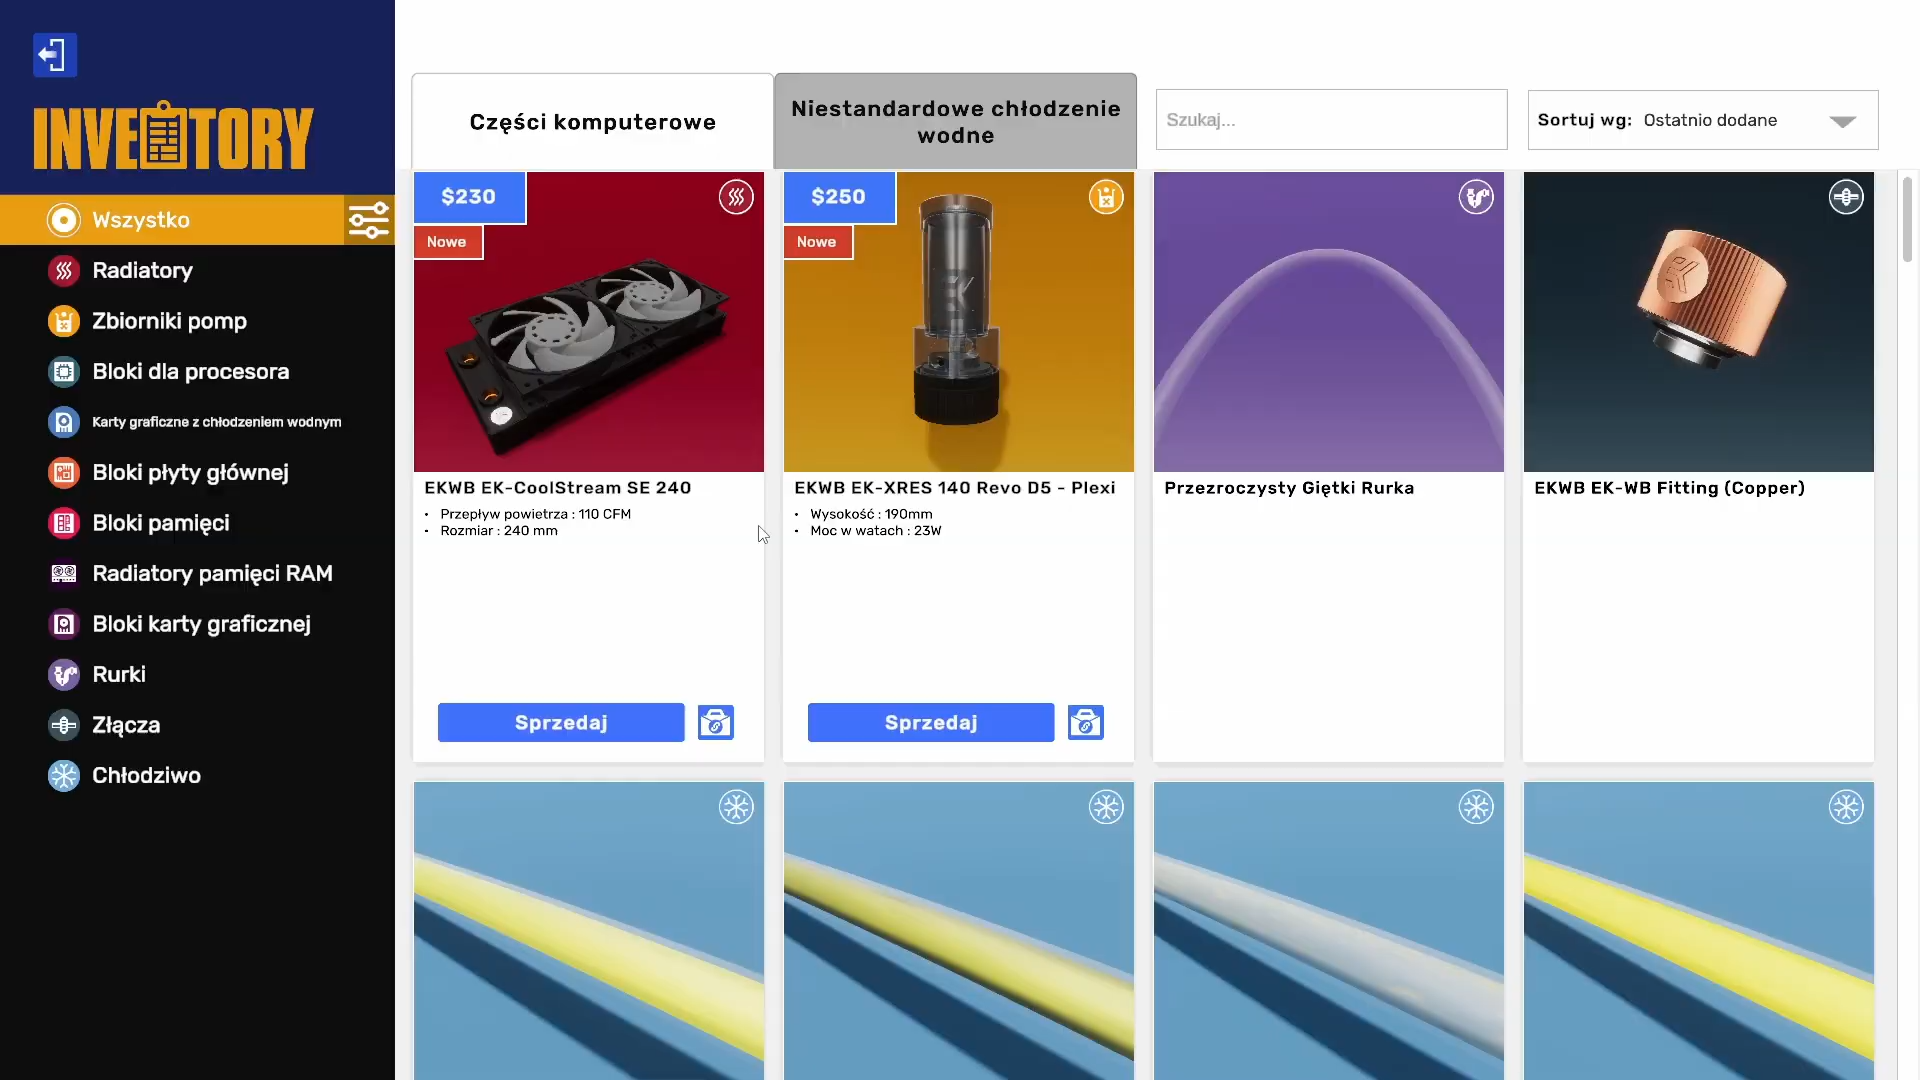 INVENTORY
Wszystko
Radiatory
Zbiorniki pomp
Bloki dla procesora
Karty graficzne z chłodzeniem wodnym
Bloki płyty głównej
Bloki pamięci
Radiatory pamięci RAM
Bloki karty graficznej
Rurki
Złącza
Chłodziwo
Części komputerowe
Niestandardowe chłodzenie
wodne
Szukaj...
Sortuj wg: Ostatnio dodane
$230
Nowe
EKWB EK-CoolStream SE 240
• Przepływ powietrza : 110 CFM
• Rozmiar : 240 mm
Sprzedaj
$250
Nowe
EKWB EK-XRES 140 Revo D5 - Plexi
• Wysokość : 190mm
• Moc w watach : 23W
Sprzedaj
Przezroczysty Giętki Rurka
EKWB EK-WB Fitting (Copper)